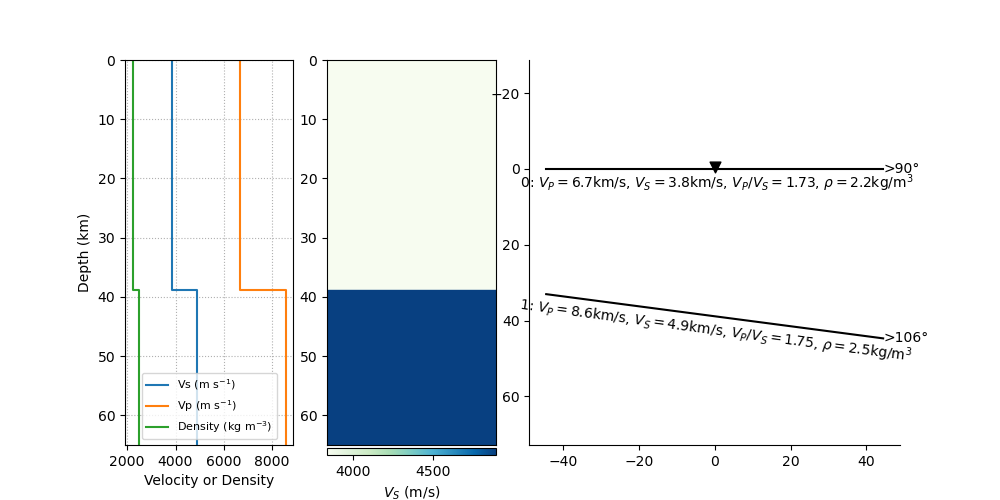 0
10
20
30
40
50
60
Depth (km)
2000 4000 6000 8000
Velocity or Density
Vs (m s⁻¹)
Vp (m s⁻¹)
Density (kg m⁻³)
0
10
20
30
40
50
60
4000 4500
V_S (m/s)
−20
0
20
40
60
−40 −20 0 20 40
>90°
0: V_P = 6.7km/s, V_S = 3.8km/s, V_P/V_S = 1.73, ρ = 2.2kg/m³
>106°
1: V_P = 8.6km/s, V_S = 4.9km/s, V_P/V_S = 1.75, ρ = 2.5kg/m³